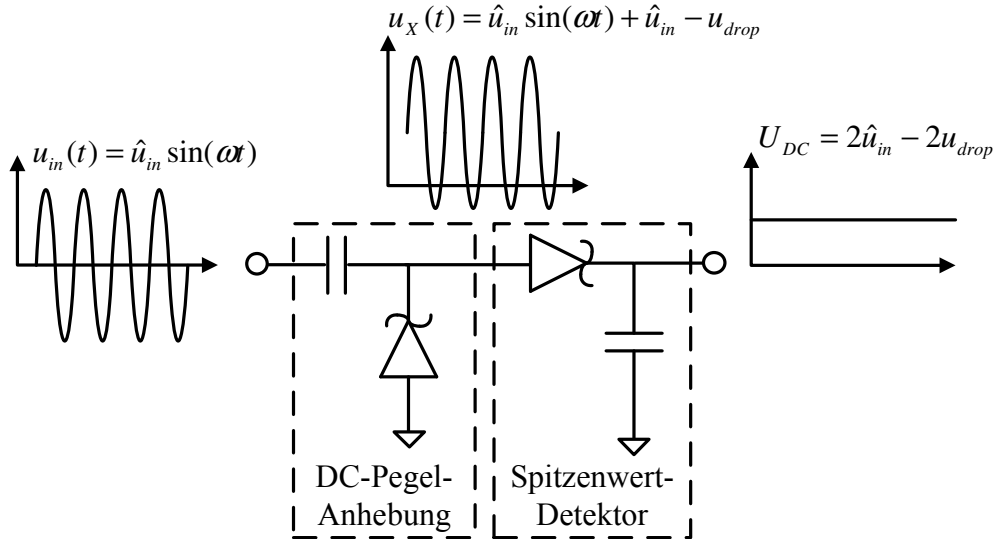 u_X(t) = û_in sin(ωt) + û_in − u_drop
u_in(t) = û_in sin(ωt)
U_DC = 2û_in − 2u_drop
DC-Pegel-
Anhebung
Spitzenwert-
Detektor